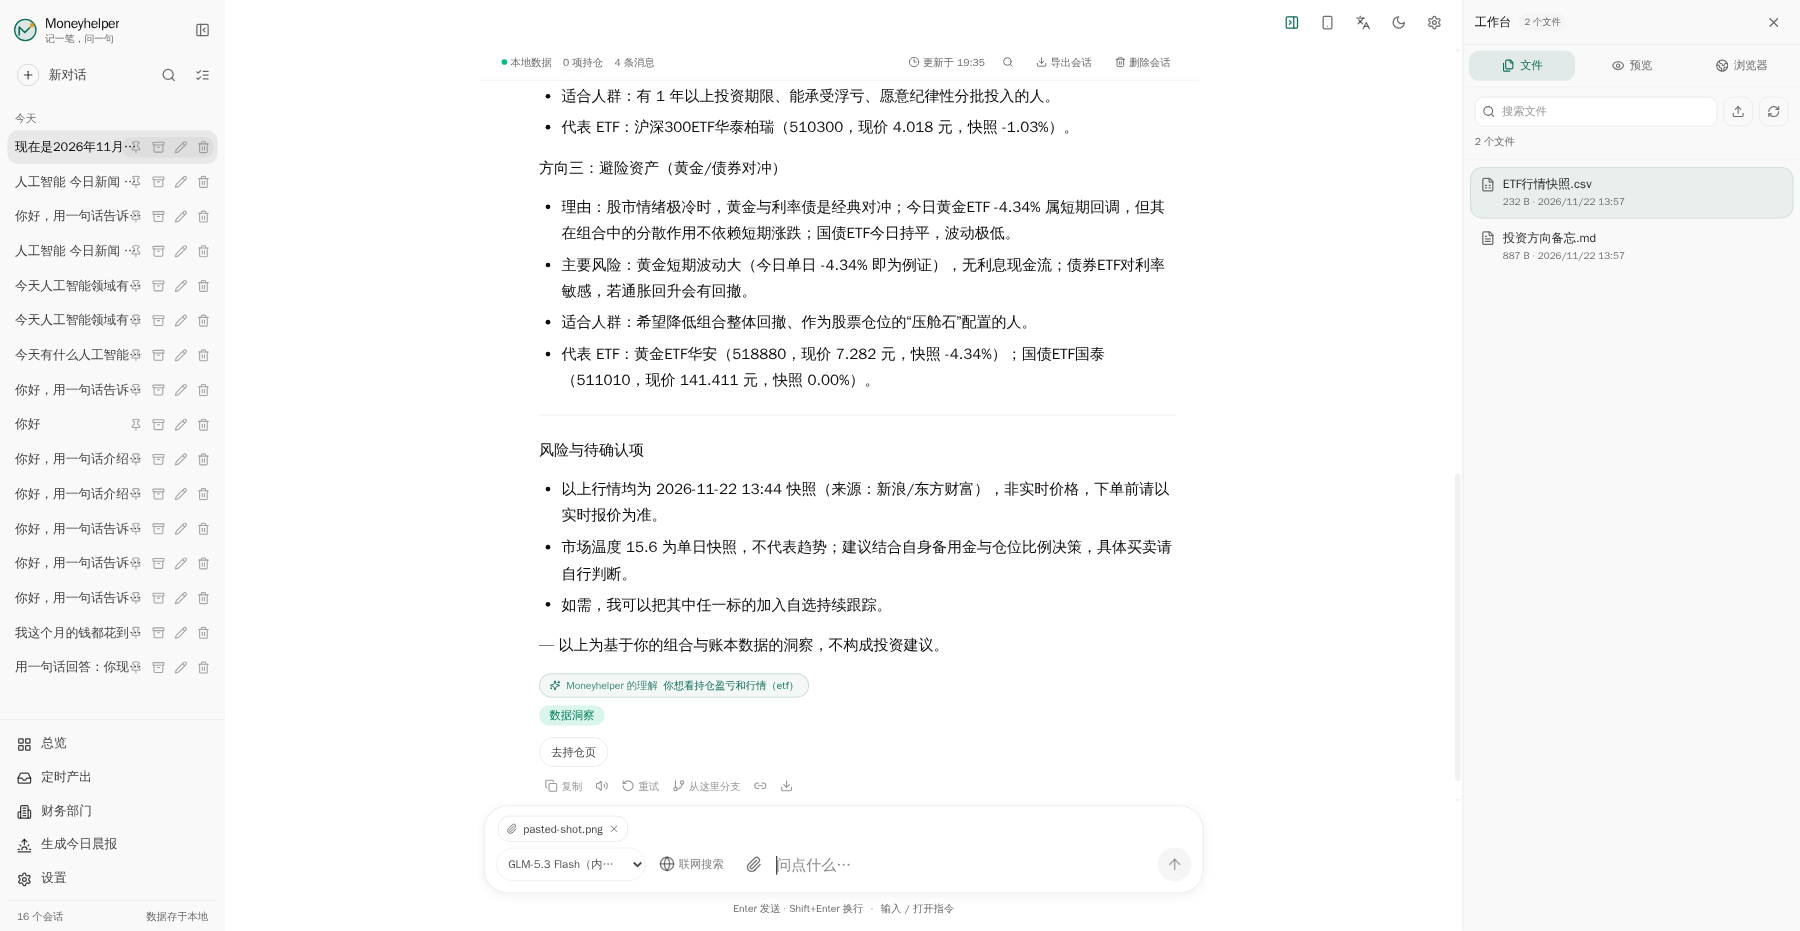 Moneyhelper
记一笔，问一句
新对话
今天
现在是2026年11月…
人工智能 今日新闻 …
你好，用一句话告诉…
人工智能 今日新闻 …
今天人工智能领域有…
今天人工智能领域有…
今天有什么人工智能…
你好，用一句话告诉…
你好
你好，用一句话介绍…
你好，用一句话介绍…
你好，用一句话告诉…
你好，用一句话告诉…
你好，用一句话告诉…
我这个月的钱都花到…
用一句话回答：你现…
总览
定时产出
财务部门
生成今日晨报
设置
16 个会话
数据存于本地
本地数据 0 项持仓 4 条消息
更新于 19:35
导出会话
删除会话
适合人群：有 1 年以上投资期限、能承受浮亏、愿意纪律性分批投入的人。
代表 ETF：沪深300ETF华泰柏瑞（510300，现价 4.018 元，快照 -1.03%）。
方向三：避险资产（黄金/债券对冲）
理由：股市情绪极冷时，黄金与利率债是经典对冲；今日黄金ETF -4.34% 属短期回调，但其
在组合中的分散作用不依赖短期涨跌；国债ETF今日持平，波动极低。
主要风险：黄金短期波动大（今日单日 -4.34% 即为例证），无利息现金流；债券ETF对利率
敏感，若通胀回升会有回撤。
适合人群：希望降低组合整体回撤、作为股票仓位的“压舱石”配置的人。
代表 ETF：黄金ETF华安（518880，现价 7.282 元，快照 -4.34%）；国债ETF国泰
（511010，现价 141.411 元，快照 0.00%）。
风险与待确认项
以上行情均为 2026-11-22 13:44 快照（来源：新浪/东方财富），非实时价格，下单前请以
实时报价为准。
市场温度 15.6 为单日快照，不代表趋势；建议结合自身备用金与仓位比例决策，具体买卖请
自行判断。
如需，我可以把其中任一标的加入自选持续跟踪。
— 以上为基于你的组合与账本数据的洞察，不构成投资建议。
Moneyhelper 的理解 你想看持仓盈亏和行情（etf）
数据洞察
去持仓页
复制
重试
从这里分支
pasted-shot.png
GLM-5.3 Flash（内…
联网搜索
问点什么…
Enter 发送 · Shift+Enter 换行 · 输入 / 打开指令
工作台 2 个文件
文件
预览
浏览器
搜索文件
2 个文件
ETF行情快照.csv
232 B · 2026/11/22 13:57
投资方向备忘.md
887 B · 2026/11/22 13:57